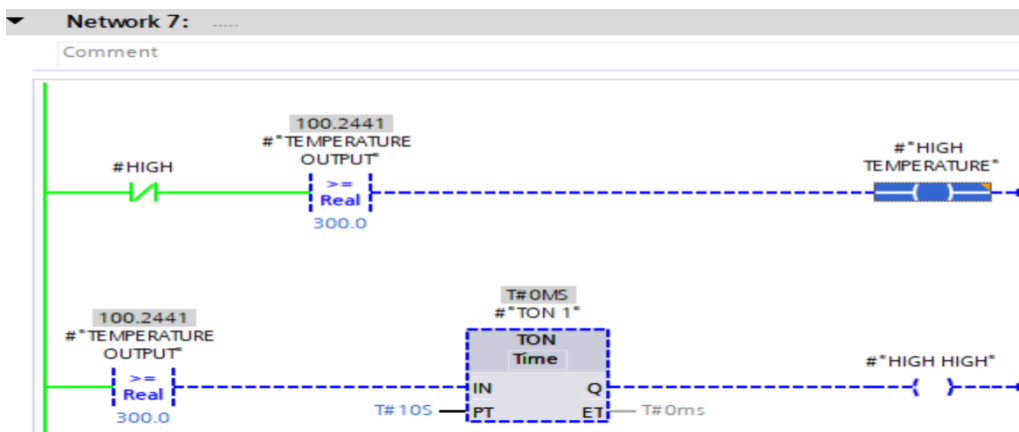 Network 7: .....
Comment
100.2441
#"TEMPERATURE
OUTPUT"
#HIGH
>=
Real
300.0
#"HIGH
TEMPERATURE"
100.2441
#"TEMPERATURE
OUTPUT"
>=
Real
300.0
T#0MS
#"TON 1"
TON
Time
IN
Q
T#10S
PT
ET
T#0ms
#"HIGH HIGH"